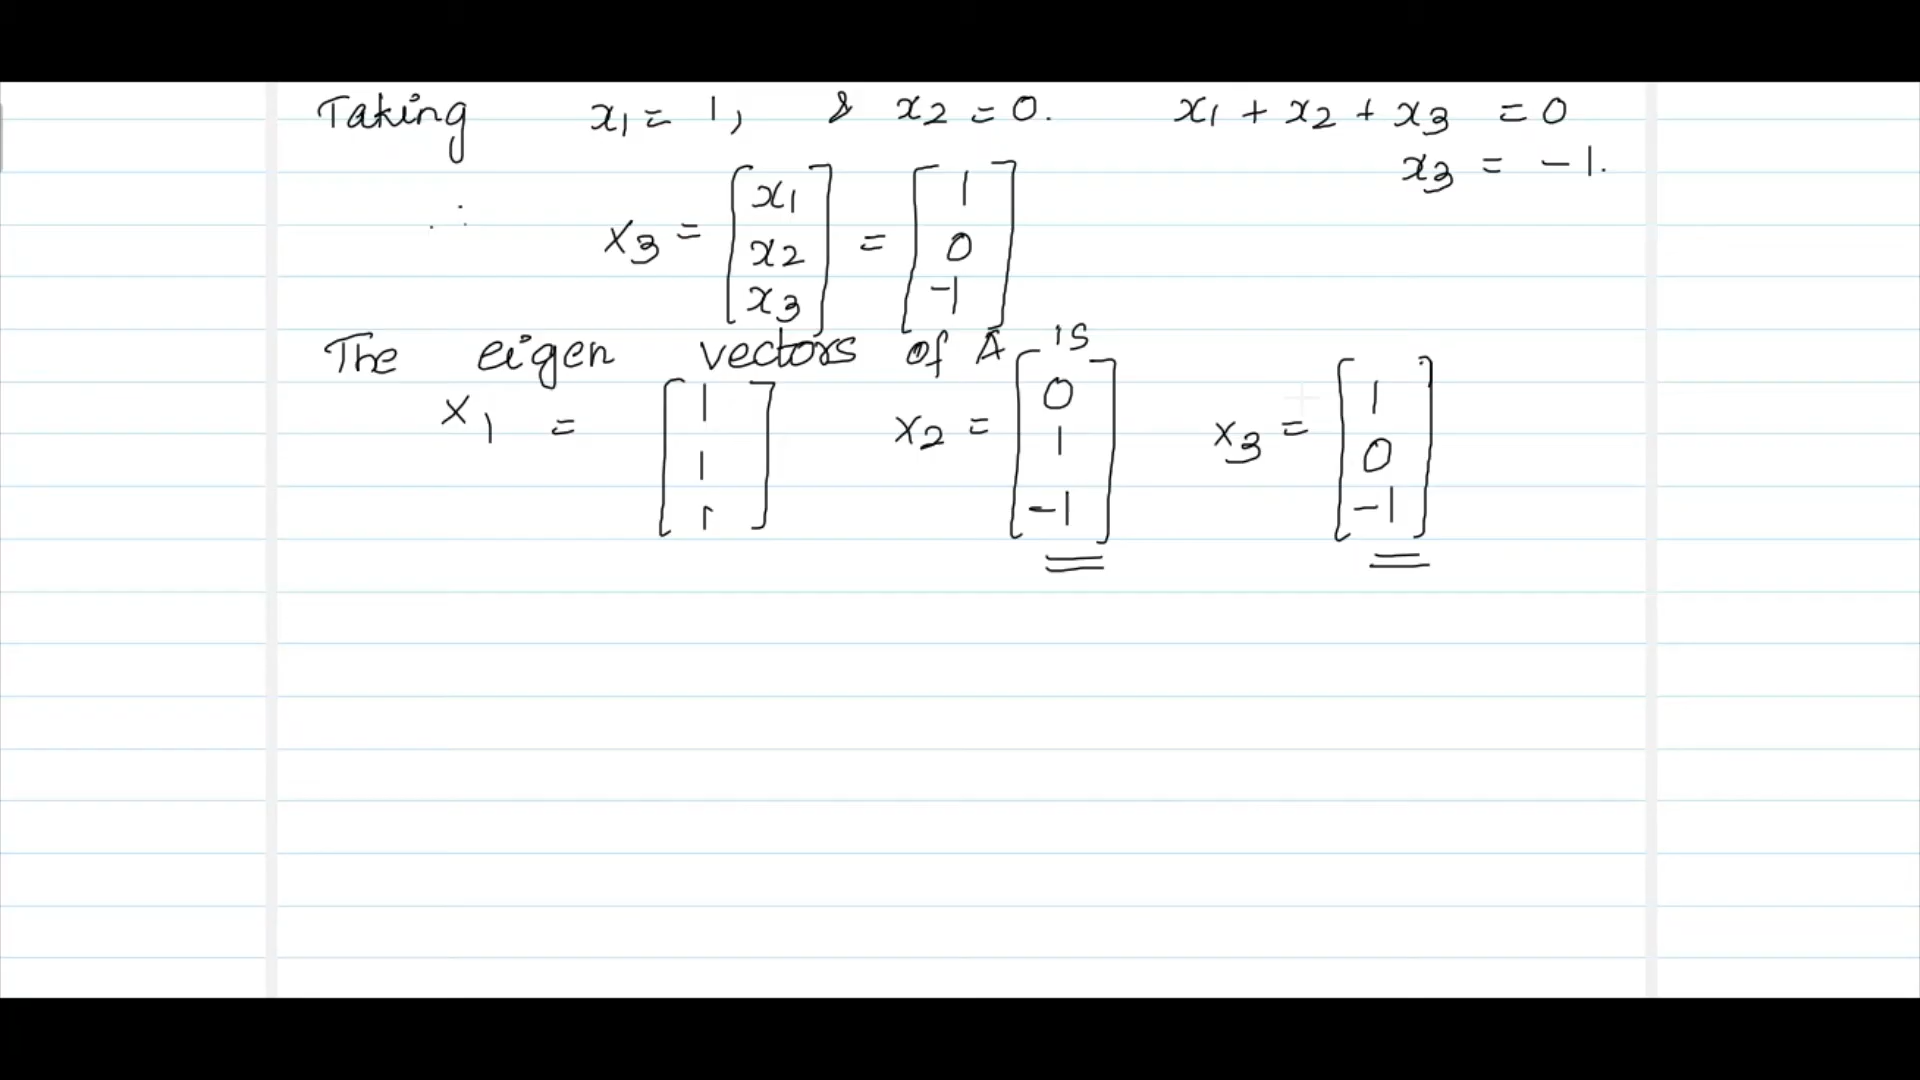 Taking x1 = 1, & x2 = 0. x1 + x2 + x3 = 0
x3 = -1.
∴ X3 = [x1 x2 x3] = [1 0 -1]
The eigen vectors of A is
X1 = [1 1 1] X2 = [0 1 -1] X3 = [1 0 -1]